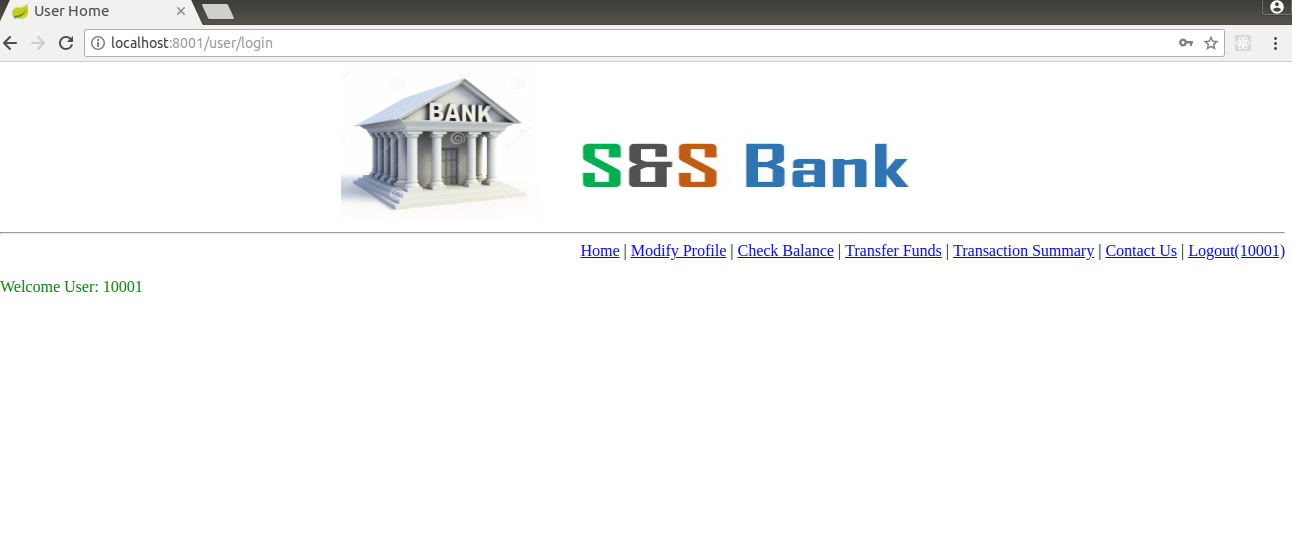 User Home
localhost:8001/user/login
BANK
S&S Bank
Home | Modify Profile | Check Balance | Transfer Funds | Transaction Summary | Contact Us | Logout(10001)
Welcome User: 10001